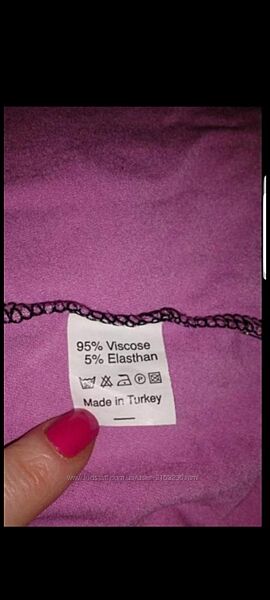 95% Viscose
5% Elasthan
Made in Turkey